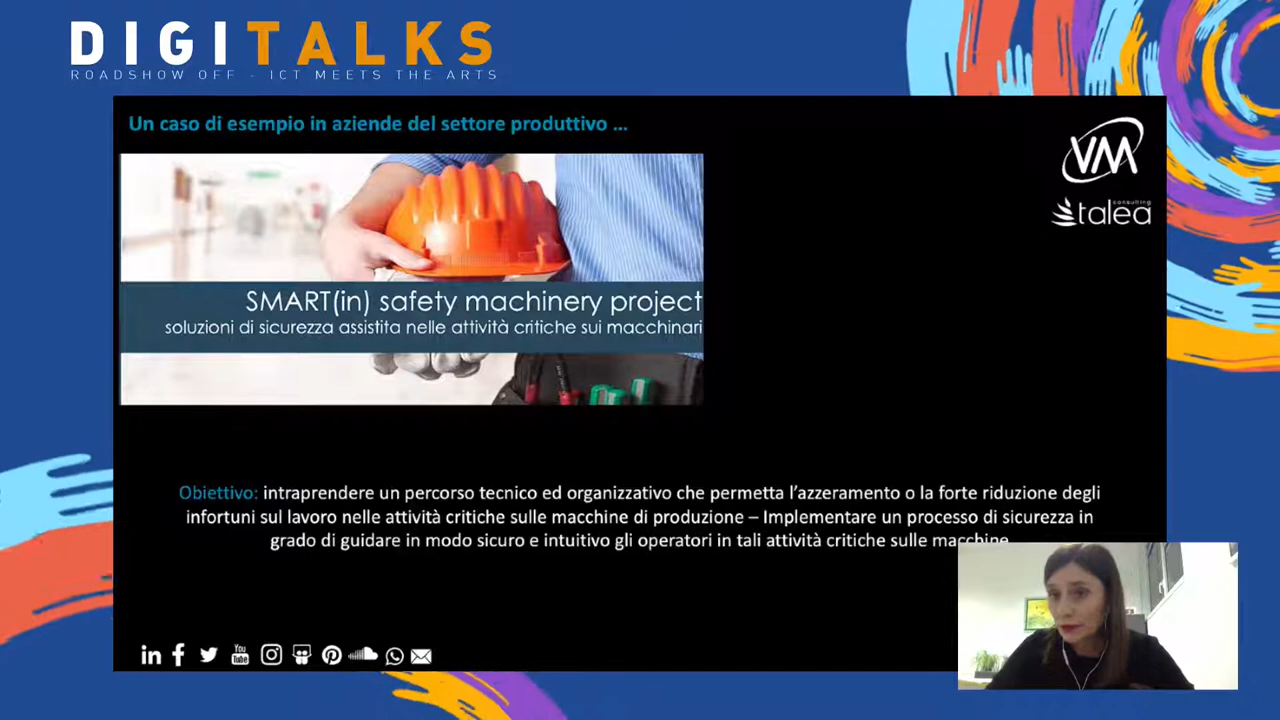 DIGITALKS
ROADSHOW OFF - ICT MEETS THE ARTS
Un caso di esempio in aziende del settore produttivo ...
VM
consulting
talea
SMART(in) safety machinery project
soluzioni di sicurezza assistita nelle attività critiche sui macchinari
Obiettivo: intraprendere un percorso tecnico ed organizzativo che permetta l'azzeramento o la forte riduzione degli
infortuni sul lavoro nelle attività critiche sulle macchine di produzione – Implementare un processo di sicurezza in
grado di guidare in modo sicuro e intuitivo gli operatori in tali attività critiche sulle macchine
in f You Tube